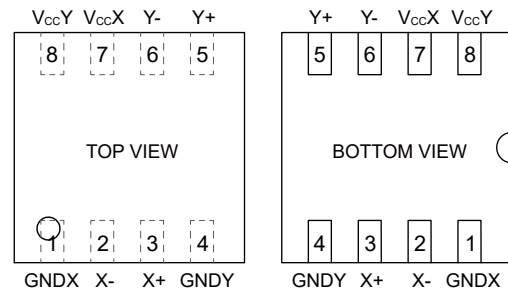 VCCY VCCX Y- Y+
8 7 6 5
TOP VIEW
1 2 3 4
GNDX X- X+ GNDY
Y+ Y- VCCX VCCY
5 6 7 8
BOTTOM VIEW
4 3 2 1
GNDY X+ X- GNDX